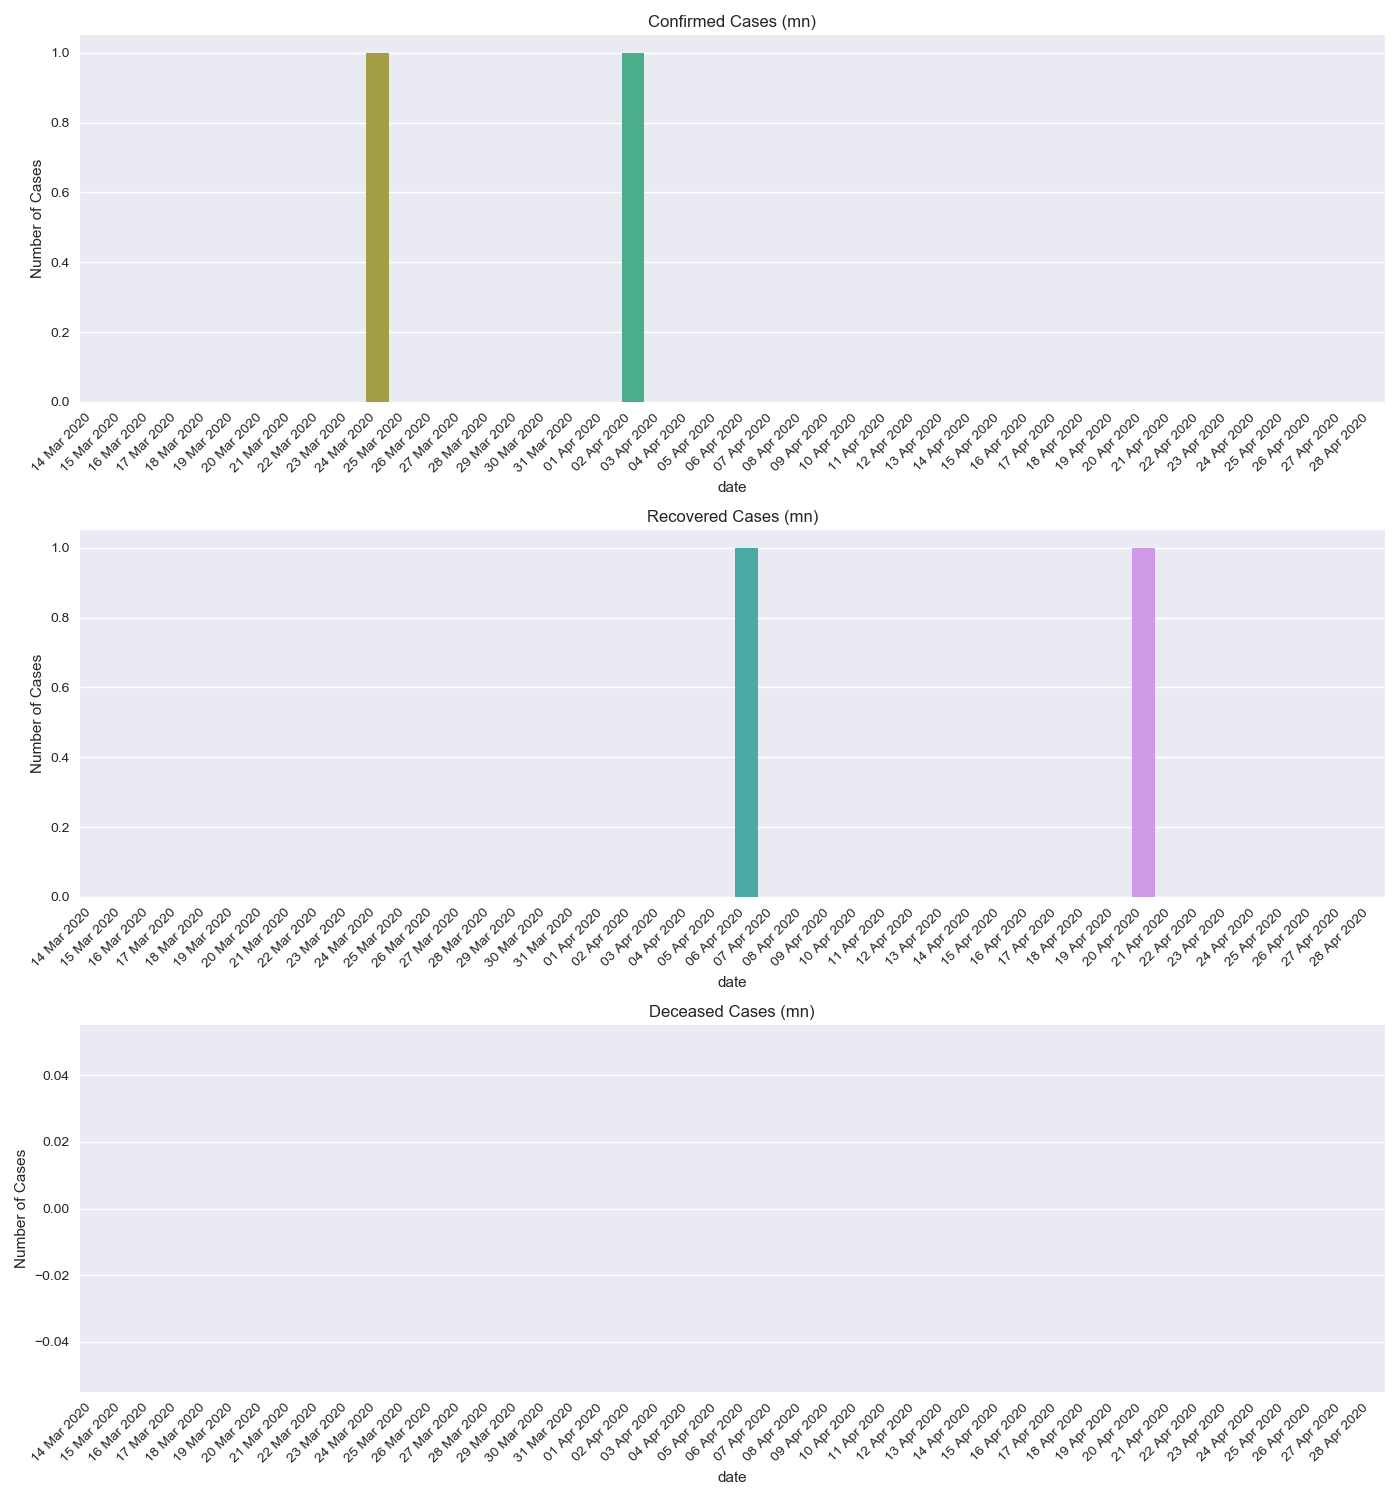 Confirmed Cases (mn)
Number of Cases
1.0
0.8
0.6
0.4
0.2
0.0
14 Mar 2020
15 Mar 2020
16 Mar 2020
17 Mar 2020
18 Mar 2020
19 Mar 2020
20 Mar 2020
21 Mar 2020
22 Mar 2020
23 Mar 2020
24 Mar 2020
25 Mar 2020
26 Mar 2020
27 Mar 2020
28 Mar 2020
29 Mar 2020
30 Mar 2020
31 Mar 2020
01 Apr 2020
02 Apr 2020
03 Apr 2020
04 Apr 2020
05 Apr 2020
06 Apr 2020
07 Apr 2020
08 Apr 2020
09 Apr 2020
10 Apr 2020
11 Apr 2020
12 Apr 2020
13 Apr 2020
14 Apr 2020
15 Apr 2020
16 Apr 2020
17 Apr 2020
18 Apr 2020
19 Apr 2020
20 Apr 2020
21 Apr 2020
22 Apr 2020
23 Apr 2020
24 Apr 2020
25 Apr 2020
26 Apr 2020
27 Apr 2020
28 Apr 2020
date
Recovered Cases (mn)
Number of Cases
1.0
0.8
0.6
0.4
0.2
0.0
14 Mar 2020
15 Mar 2020
16 Mar 2020
17 Mar 2020
18 Mar 2020
19 Mar 2020
20 Mar 2020
21 Mar 2020
22 Mar 2020
23 Mar 2020
24 Mar 2020
25 Mar 2020
26 Mar 2020
27 Mar 2020
28 Mar 2020
29 Mar 2020
30 Mar 2020
31 Mar 2020
01 Apr 2020
02 Apr 2020
03 Apr 2020
04 Apr 2020
05 Apr 2020
06 Apr 2020
07 Apr 2020
08 Apr 2020
09 Apr 2020
10 Apr 2020
11 Apr 2020
12 Apr 2020
13 Apr 2020
14 Apr 2020
15 Apr 2020
16 Apr 2020
17 Apr 2020
18 Apr 2020
19 Apr 2020
20 Apr 2020
21 Apr 2020
22 Apr 2020
23 Apr 2020
24 Apr 2020
25 Apr 2020
26 Apr 2020
27 Apr 2020
28 Apr 2020
date
Deceased Cases (mn)
Number of Cases
0.04
0.02
0.00
−0.02
−0.04
14 Mar 2020
15 Mar 2020
16 Mar 2020
17 Mar 2020
18 Mar 2020
19 Mar 2020
20 Mar 2020
21 Mar 2020
22 Mar 2020
23 Mar 2020
24 Mar 2020
25 Mar 2020
26 Mar 2020
27 Mar 2020
28 Mar 2020
29 Mar 2020
30 Mar 2020
31 Mar 2020
01 Apr 2020
02 Apr 2020
03 Apr 2020
04 Apr 2020
05 Apr 2020
06 Apr 2020
07 Apr 2020
08 Apr 2020
09 Apr 2020
10 Apr 2020
11 Apr 2020
12 Apr 2020
13 Apr 2020
14 Apr 2020
15 Apr 2020
16 Apr 2020
17 Apr 2020
18 Apr 2020
19 Apr 2020
20 Apr 2020
21 Apr 2020
22 Apr 2020
23 Apr 2020
24 Apr 2020
25 Apr 2020
26 Apr 2020
27 Apr 2020
28 Apr 2020
date